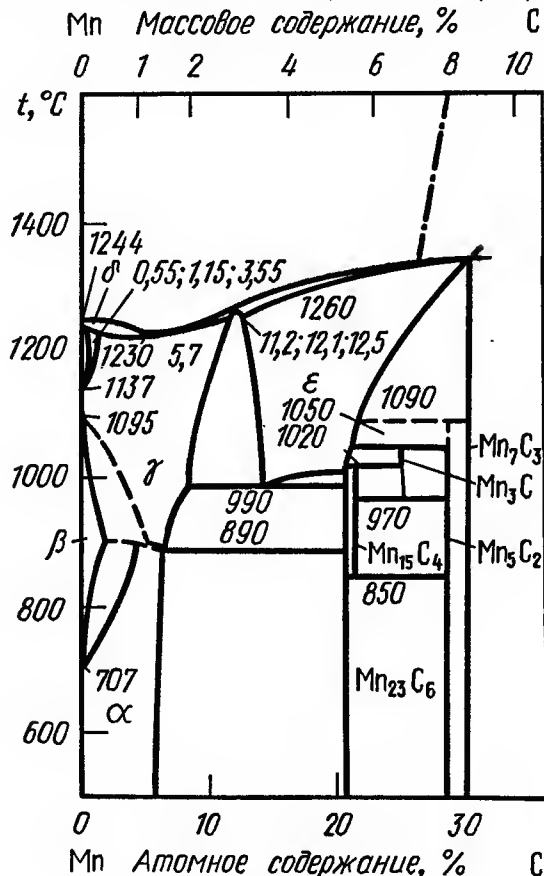 Mn Массовое содержание, % C
0 1 2 4 6 8 10
t, °C
1400
1244
δ 0,55; 1,15; 3,55
1260
1200
1230 5,7
11,2; 12,1; 12,5
1137
ε
1095
1050
1090
1020
Mn₇C₃
γ
1000
Mn₃C
990
970
β
890
Mn₁₅C₄
Mn₅C₂
800
850
707
Mn₂₃C₆
α
600
0 10 20 30
Mn Атомное содержание, % C